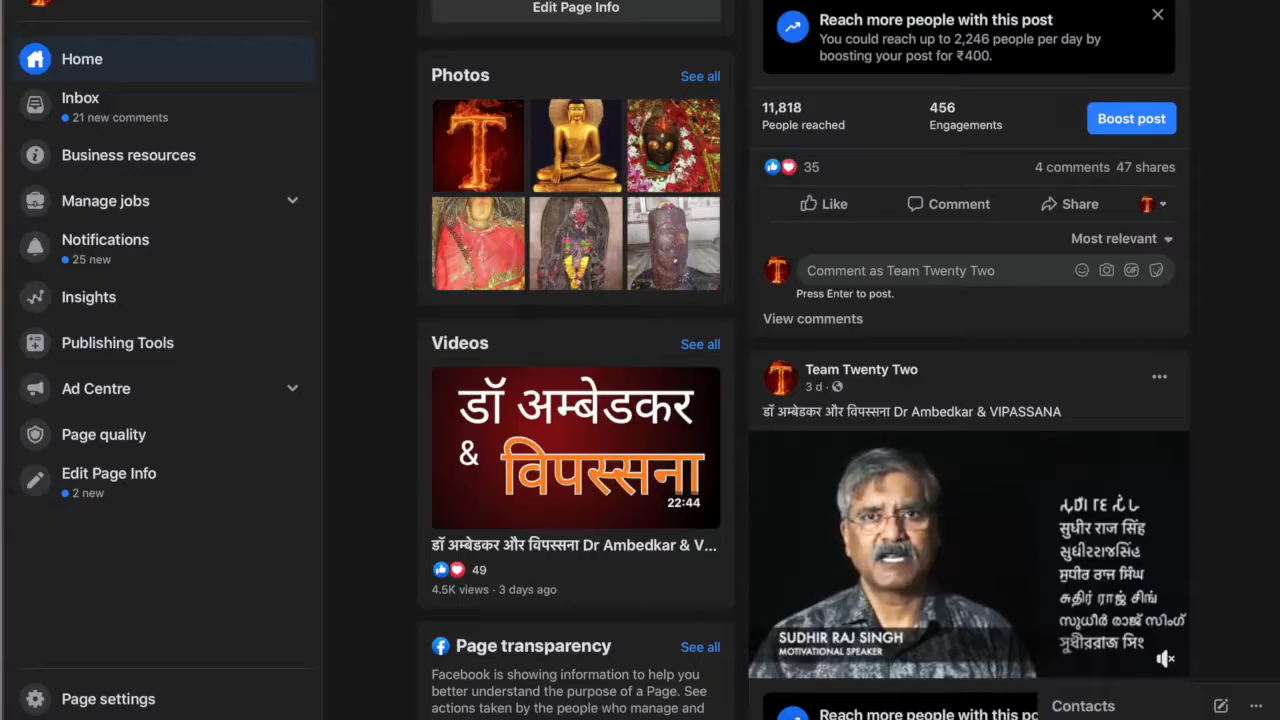 Home
Inbox
21 new comments
Business resources
Manage jobs
Notifications
25 new
Insights
Publishing Tools
Ad Centre
Page quality
Edit Page Info
2 new
Page settings
Edit Page Info
Photos
See all
T
Videos
See all
डॉ अम्बेडकर
&
विपस्सना
22:44
डॉ अम्बेडकर और विपस्सना Dr Ambedkar & V...
49
4.5K views · 3 days ago
Page transparency
See all
Facebook is showing information to help you
better understand the purpose of a Page. See
actions taken by the people who manage and
Reach more people with this post
You could reach up to 2,246 people per day by
boosting your post for ₹400.
11,818
People reached
456
Engagements
Boost post
35
4 comments 47 shares
Like
Comment
Share
Most relevant
Comment as Team Twenty Two
GIF
Press Enter to post.
View comments
Team Twenty Two
3 d ·
डॉ अम्बेडकर और विपस्सना Dr Ambedkar & VIPASSANA
सुधीर राज सिंह
સુધીરરાજસિંહ
ਸੁਧੀਰ ਰਾਜ ਸਿੰਘ
சுதிர் ராஜ் சிங்
സുധീർ രാജ് സിംഗ്
SUDHIR RAJ SINGH
MOTIVATIONAL SPEAKER
Reach more people with this po
Contacts